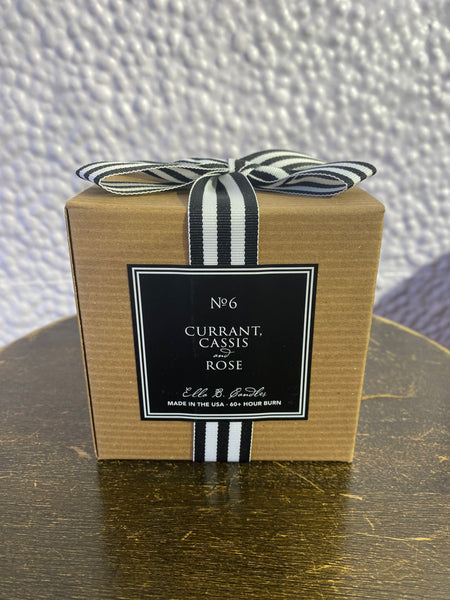 Nº6
CURRANT,
CASSIS
and
ROSE
Ella B. Candles
MADE IN THE USA - 60+ HOUR BURN